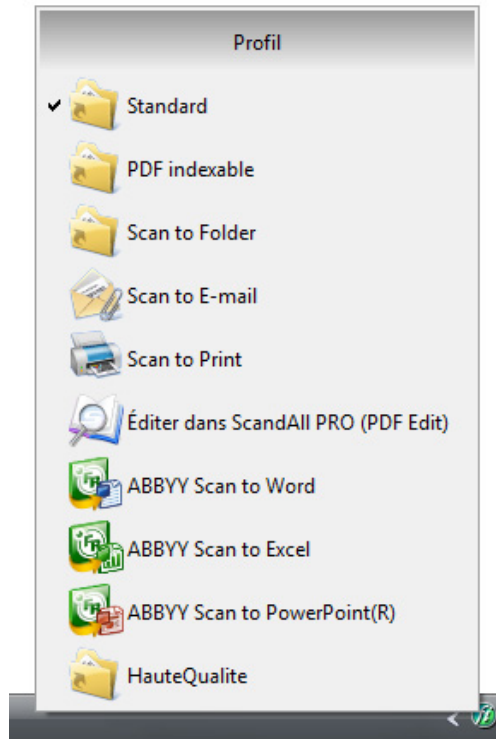 Profil
Standard
PDF indexable
Scan to Folder
Scan to E-mail
Scan to Print
Éditer dans ScandAll PRO (PDF Edit)
ABBYY Scan to Word
ABBYY Scan to Excel
ABBYY Scan to PowerPoint(R)
HauteQualite